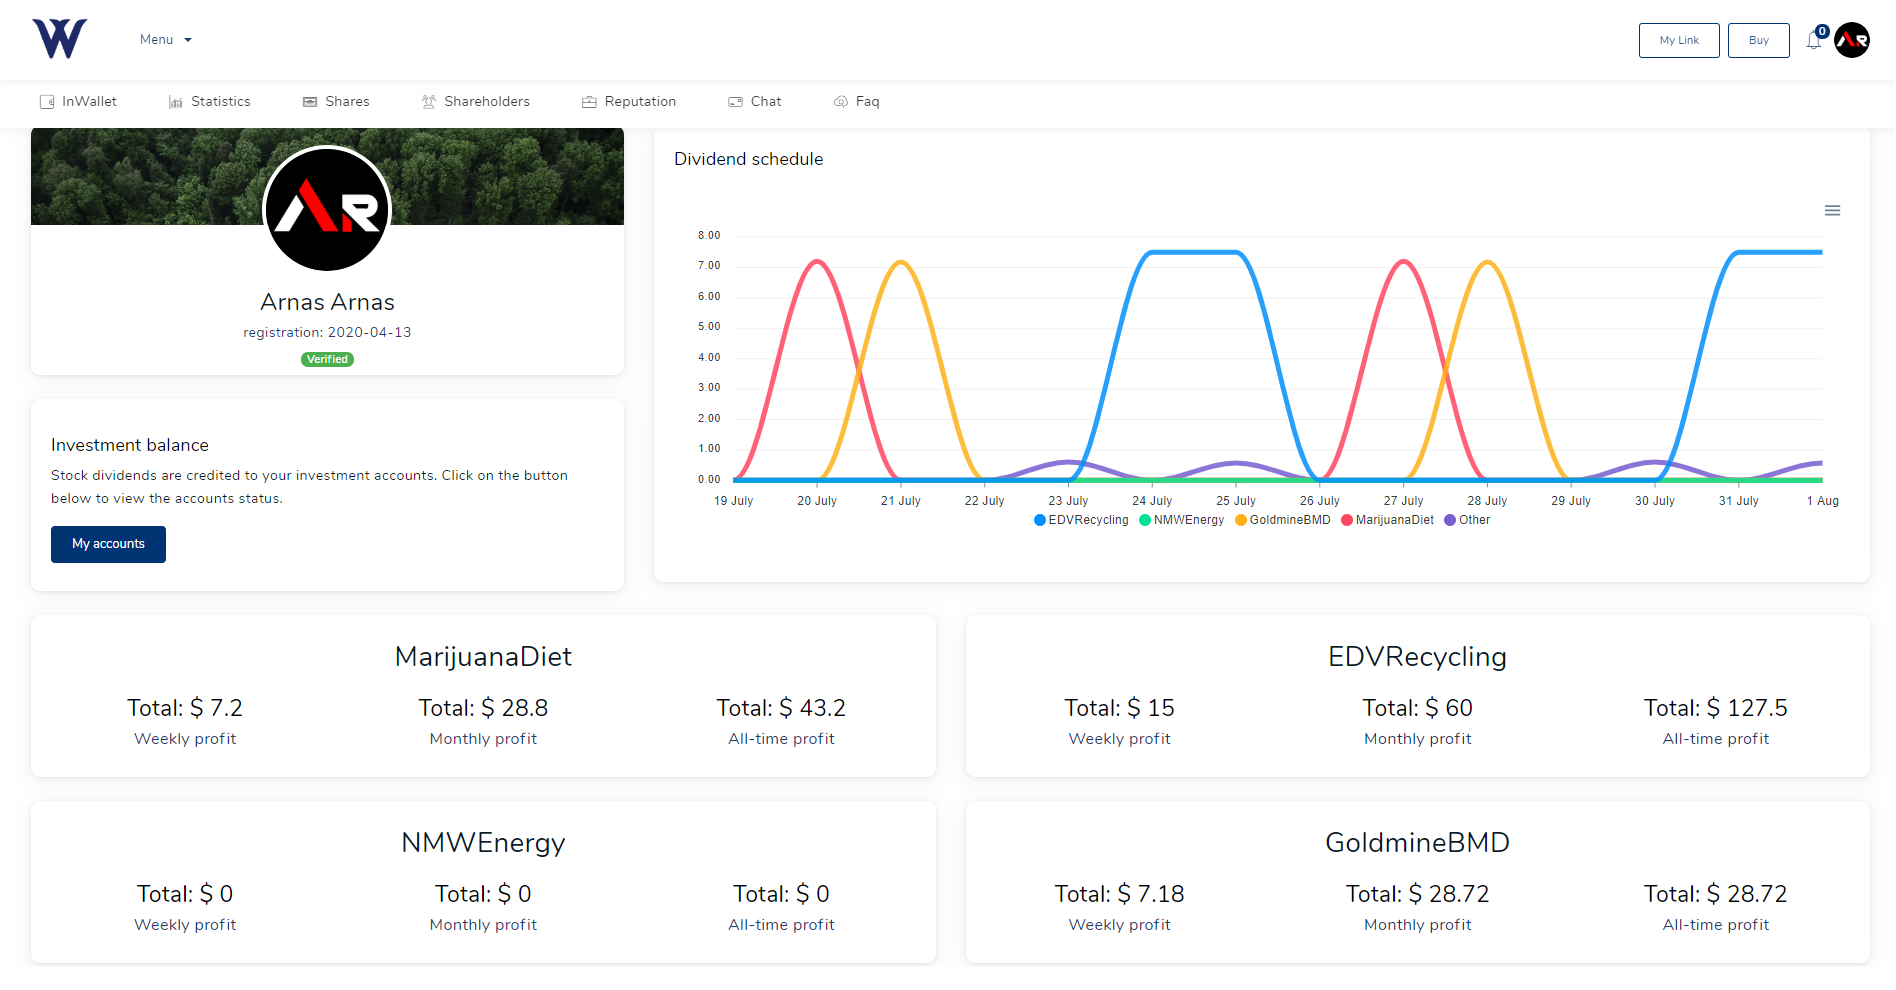 W
Menu
My Link
Buy
0
AR
InWallet
Statistics
Shares
Shareholders
Reputation
Chat
Faq
AR
Arnas Arnas
registration: 2020-04-13
Verified
Investment balance
Stock dividends are credited to your investment accounts. Click on the button
below to view the accounts status.
My accounts
Dividend schedule
8.00
7.00
6.00
5.00
4.00
3.00
2.00
1.00
0.00
19 July 20 July 21 July 22 July 23 July 24 July 25 July 26 July 27 July 28 July 29 July 30 July 31 July 1 Aug
EDVRecycling NMWEnergy GoldmineBMD MarijuanaDiet Other
MarijuanaDiet
Total: $ 7.2 Total: $ 28.8 Total: $ 43.2
Weekly profit Monthly profit All-time profit
EDVRecycling
Total: $ 15 Total: $ 60 Total: $ 127.5
Weekly profit Monthly profit All-time profit
NMWEnergy
Total: $ 0 Total: $ 0 Total: $ 0
Weekly profit Monthly profit All-time profit
GoldmineBMD
Total: $ 7.18 Total: $ 28.72 Total: $ 28.72
Weekly profit Monthly profit All-time profit